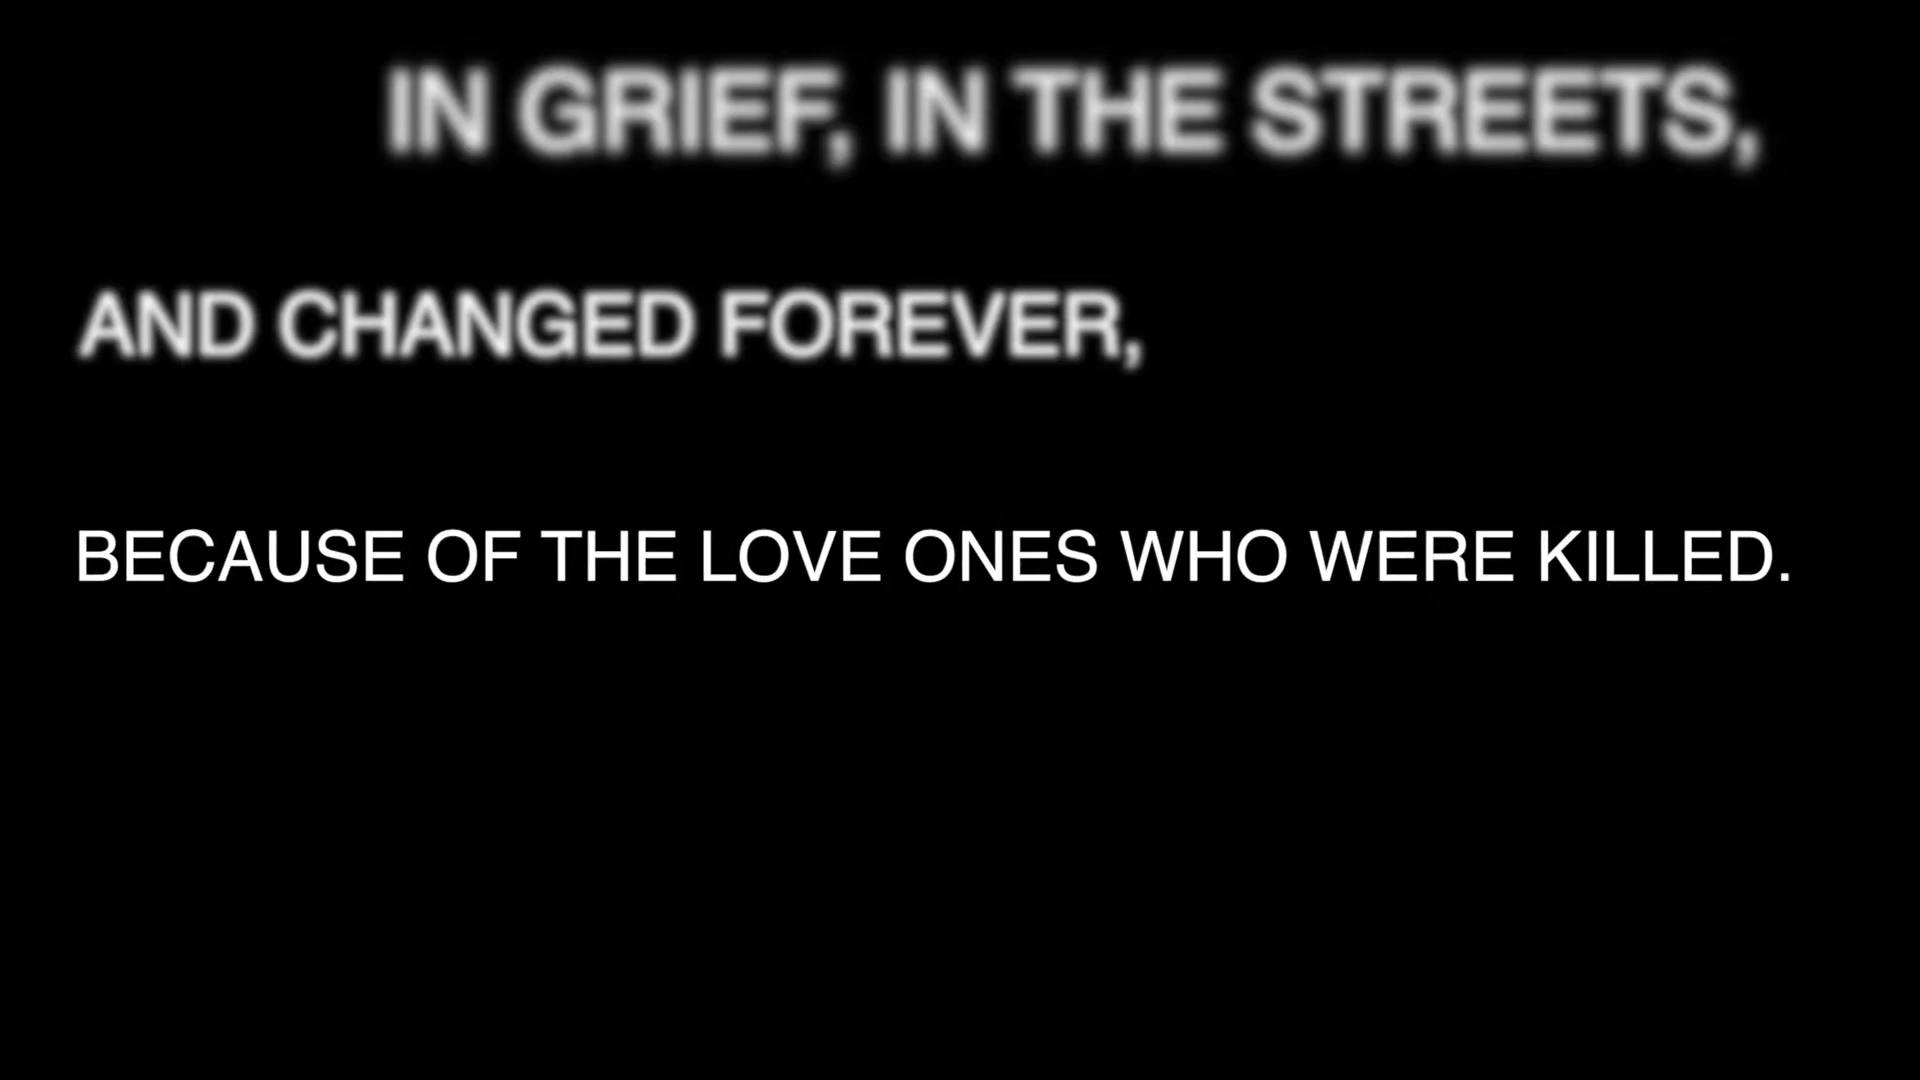 IN GRIEF, IN THE STREETS,
AND CHANGED FOREVER,
BECAUSE OF THE LOVE ONES WHO WERE KILLED.